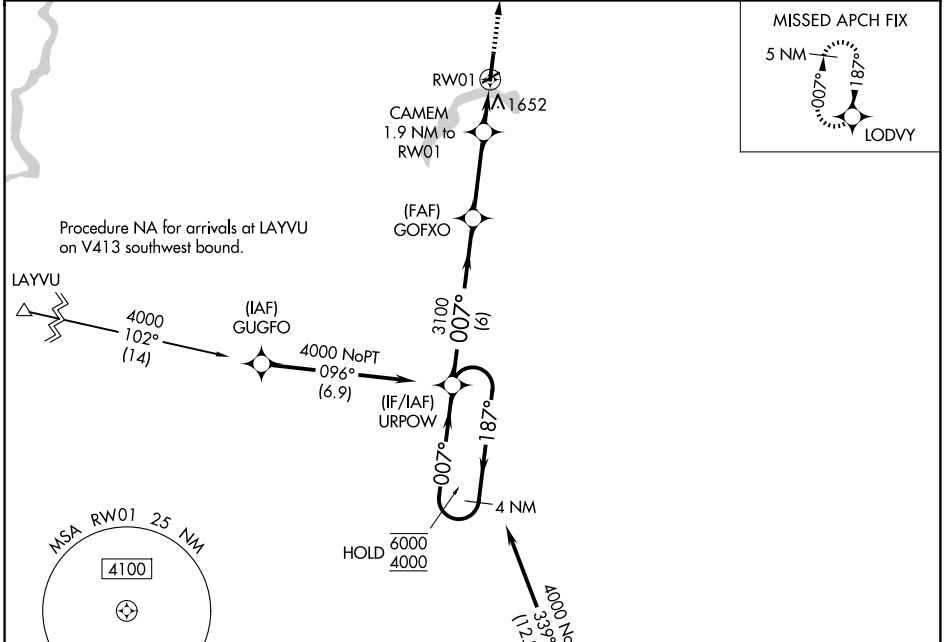 MISSED APCH FIX
5 NM
007°
187°
LODVY
RW01
1652
CAMEM
1.9 NM to
RW01
(FAF)
GOFXO
Procedure NA for arrivals at LAYVU
on V413 southwest bound.
LAYVU
4000
102°
(14)
(IAF)
GUGFO
4000 NoPT
096°
(6.9)
3100
007°
(6)
(IF/IAF)
URPOW
007°
187°
4 NM
HOLD
6000
4000
MSA RW01 25 NM
4100
4000
339°